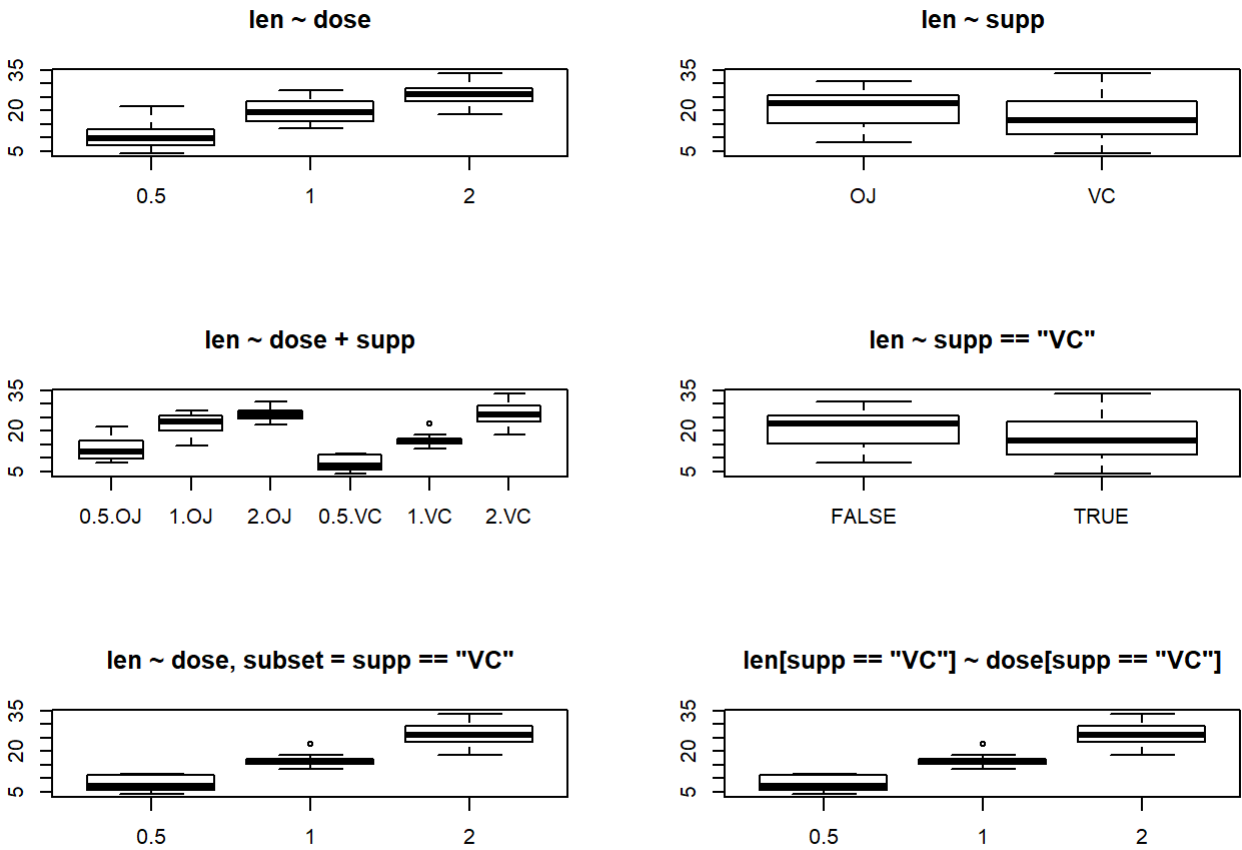 len ~ dose
35
20
5
0.5 1 2
len ~ supp
35
20
5
OJ VC
len ~ dose + supp
35
20
5
0.5.OJ 1.OJ 2.OJ 0.5.VC 1.VC 2.VC
len ~ supp == "VC"
35
20
5
FALSE TRUE
len ~ dose, subset = supp == "VC"
35
20
5
0.5 1 2
len[supp == "VC"] ~ dose[supp == "VC"]
35
20
5
0.5 1 2